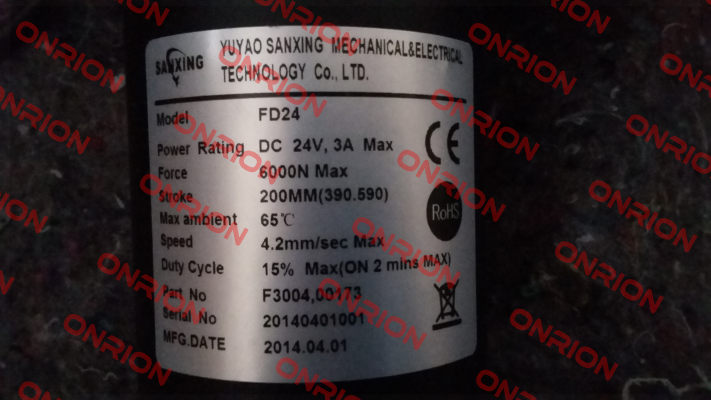 SANXING
YUYAO SANXING MECHANICAL&ELECTRICAL
TECHNOLOGY Co., LTD.
Model FD24
Power Rating DC 24V, 3A Max
Force 6000N Max
Stroke 200MM(390.590)
Max ambient 65℃
Speed 4.2mm/sec Max
Duty Cycle 15% Max(ON 2 mins MAX)
Part No F3004,00173
Serial No 20140401001
MFG.DATE 2014.04.01
CE
RoHS
ONRION